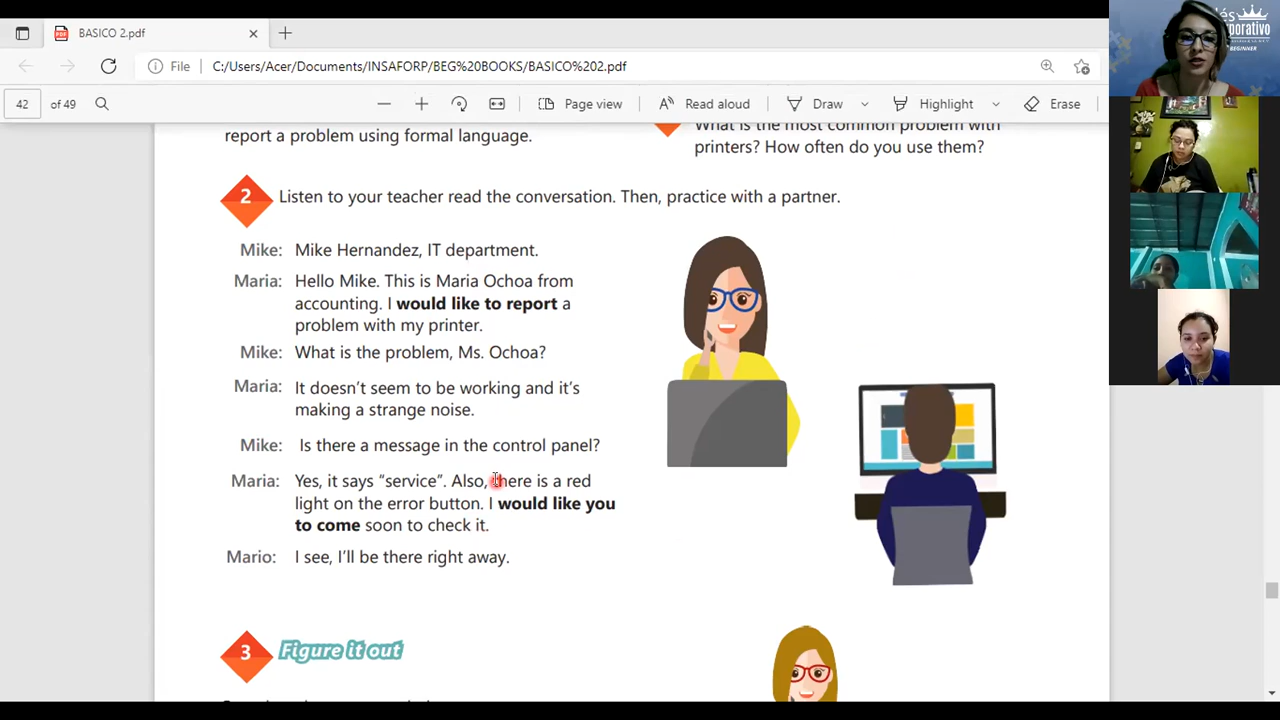 BASICO 2.pdf
File
C:/Users/Acer/Documents/INSAFORP/BEG%20BOOKS/BASICO%202.pdf
42 of 49
Page view
Read aloud
Draw
Highlight
Erase
report a problem using formal language.
What is the most common problem with
printers? How often do you use them?
2 Listen to your teacher read the conversation. Then, practice with a partner.
Mike: Mike Hernandez, IT department.
Maria: Hello Mike. This is Maria Ochoa from
accounting. I would like to report a
problem with my printer.
Mike: What is the problem, Ms. Ochoa?
Maria: It doesn't seem to be working and it's
making a strange noise.
Mike: Is there a message in the control panel?
Maria: Yes, it says “service”. Also, there is a red
light on the error button. I would like you
to come soon to check it.
Mario: I see, I'll be there right away.
3 Figure it out
BEGINNER